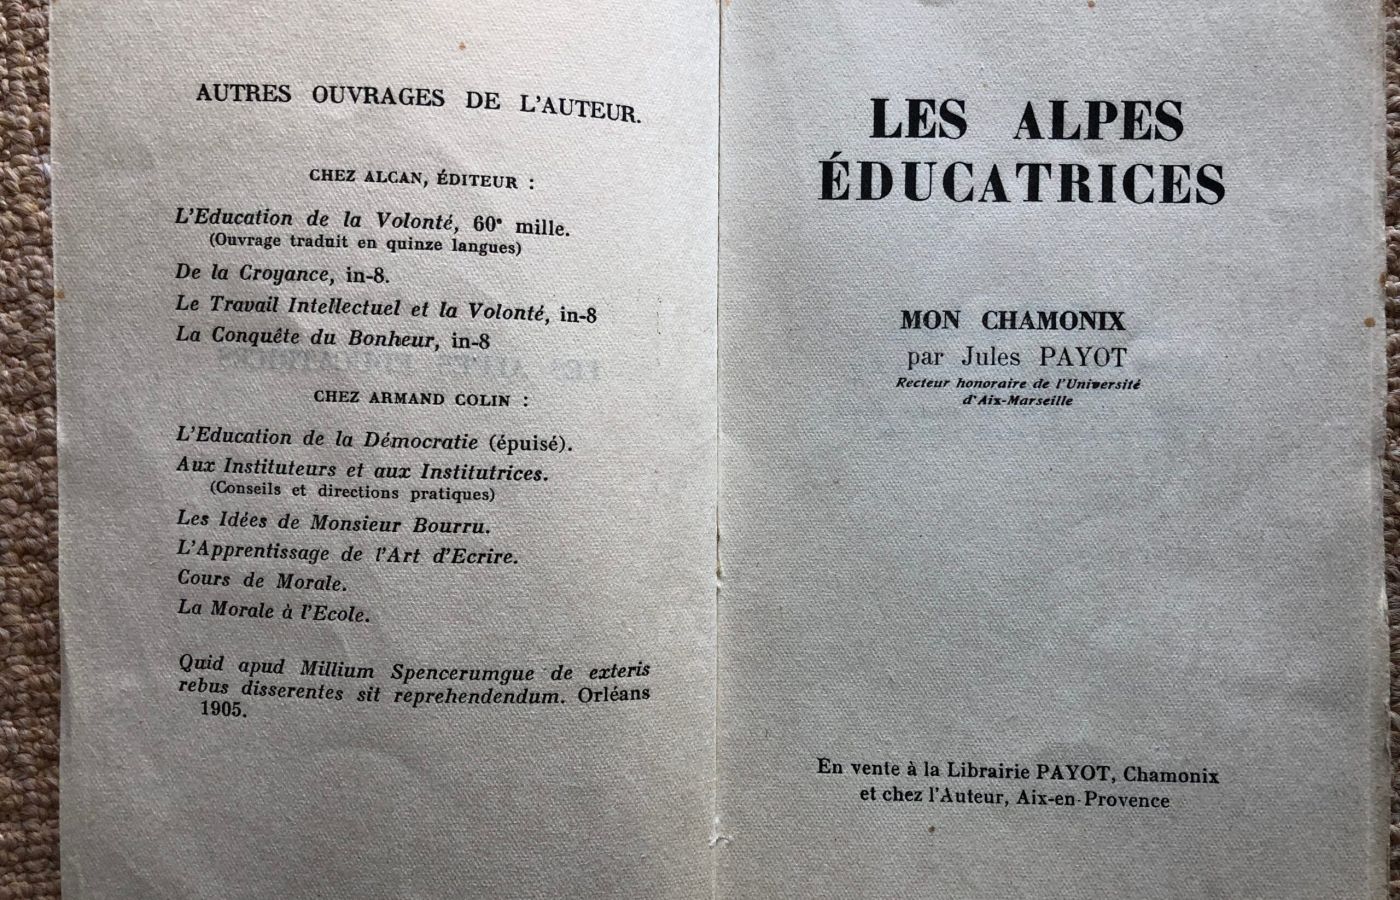 AUTRES OUVRAGES DE L'AUTEUR.
CHEZ ALCAN, ÉDITEUR :
L'Education de la Volonté, 60e mille.
(Ouvrage traduit en quinze langues)
De la Croyance, in-8.
Le Travail Intellectuel et la Volonté, in-8
La Conquête du Bonheur, in-8
CHEZ ARMAND COLIN :
L'Education de la Démocratie (épuisé).
Aux Instituteurs et aux Institutrices.
(Conseils et directions pratiques)
Les Idées de Monsieur Bourru.
L'Apprentissage de l'Art d'Ecrire.
Cours de Morale.
La Morale à l'Ecole.
Quid apud Millium Spencerumgue de exteris
rebus disserentes sit reprehendendum. Orléans
1905.
LES ALPES
ÉDUCATRICES
MON CHAMONIX
par Jules PAYOT
Recteur honoraire de l'Université
d'Aix-Marseille
En vente à la Librairie PAYOT, Chamonix
et chez l'Auteur, Aix-en-Provence